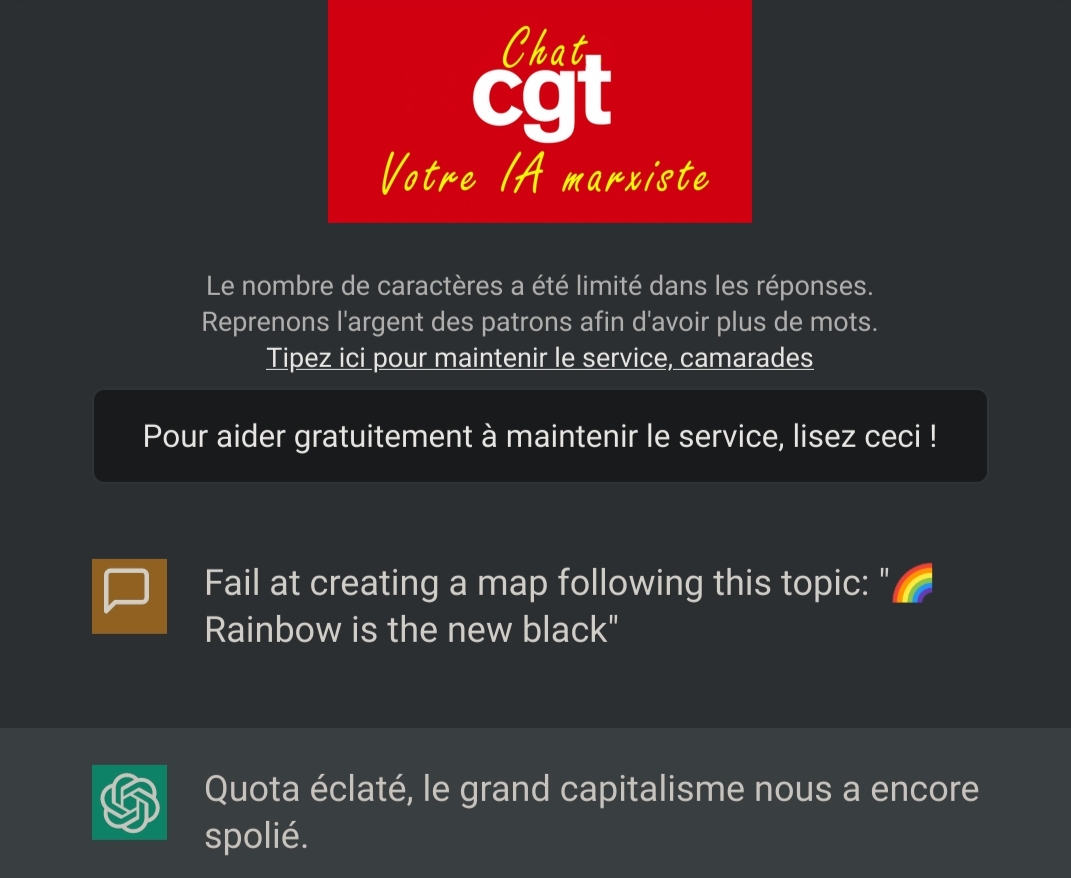 Chat
cgt
Votre IA marxiste
Le nombre de caractères a été limité dans les réponses.
Reprenons l'argent des patrons afin d'avoir plus de mots.
Tipez ici pour maintenir le service, camarades
Pour aider gratuitement à maintenir le service, lisez ceci !
Fail at creating a map following this topic: "🌈
Rainbow is the new black"
Quota éclaté, le grand capitalisme nous a encore
spolié.